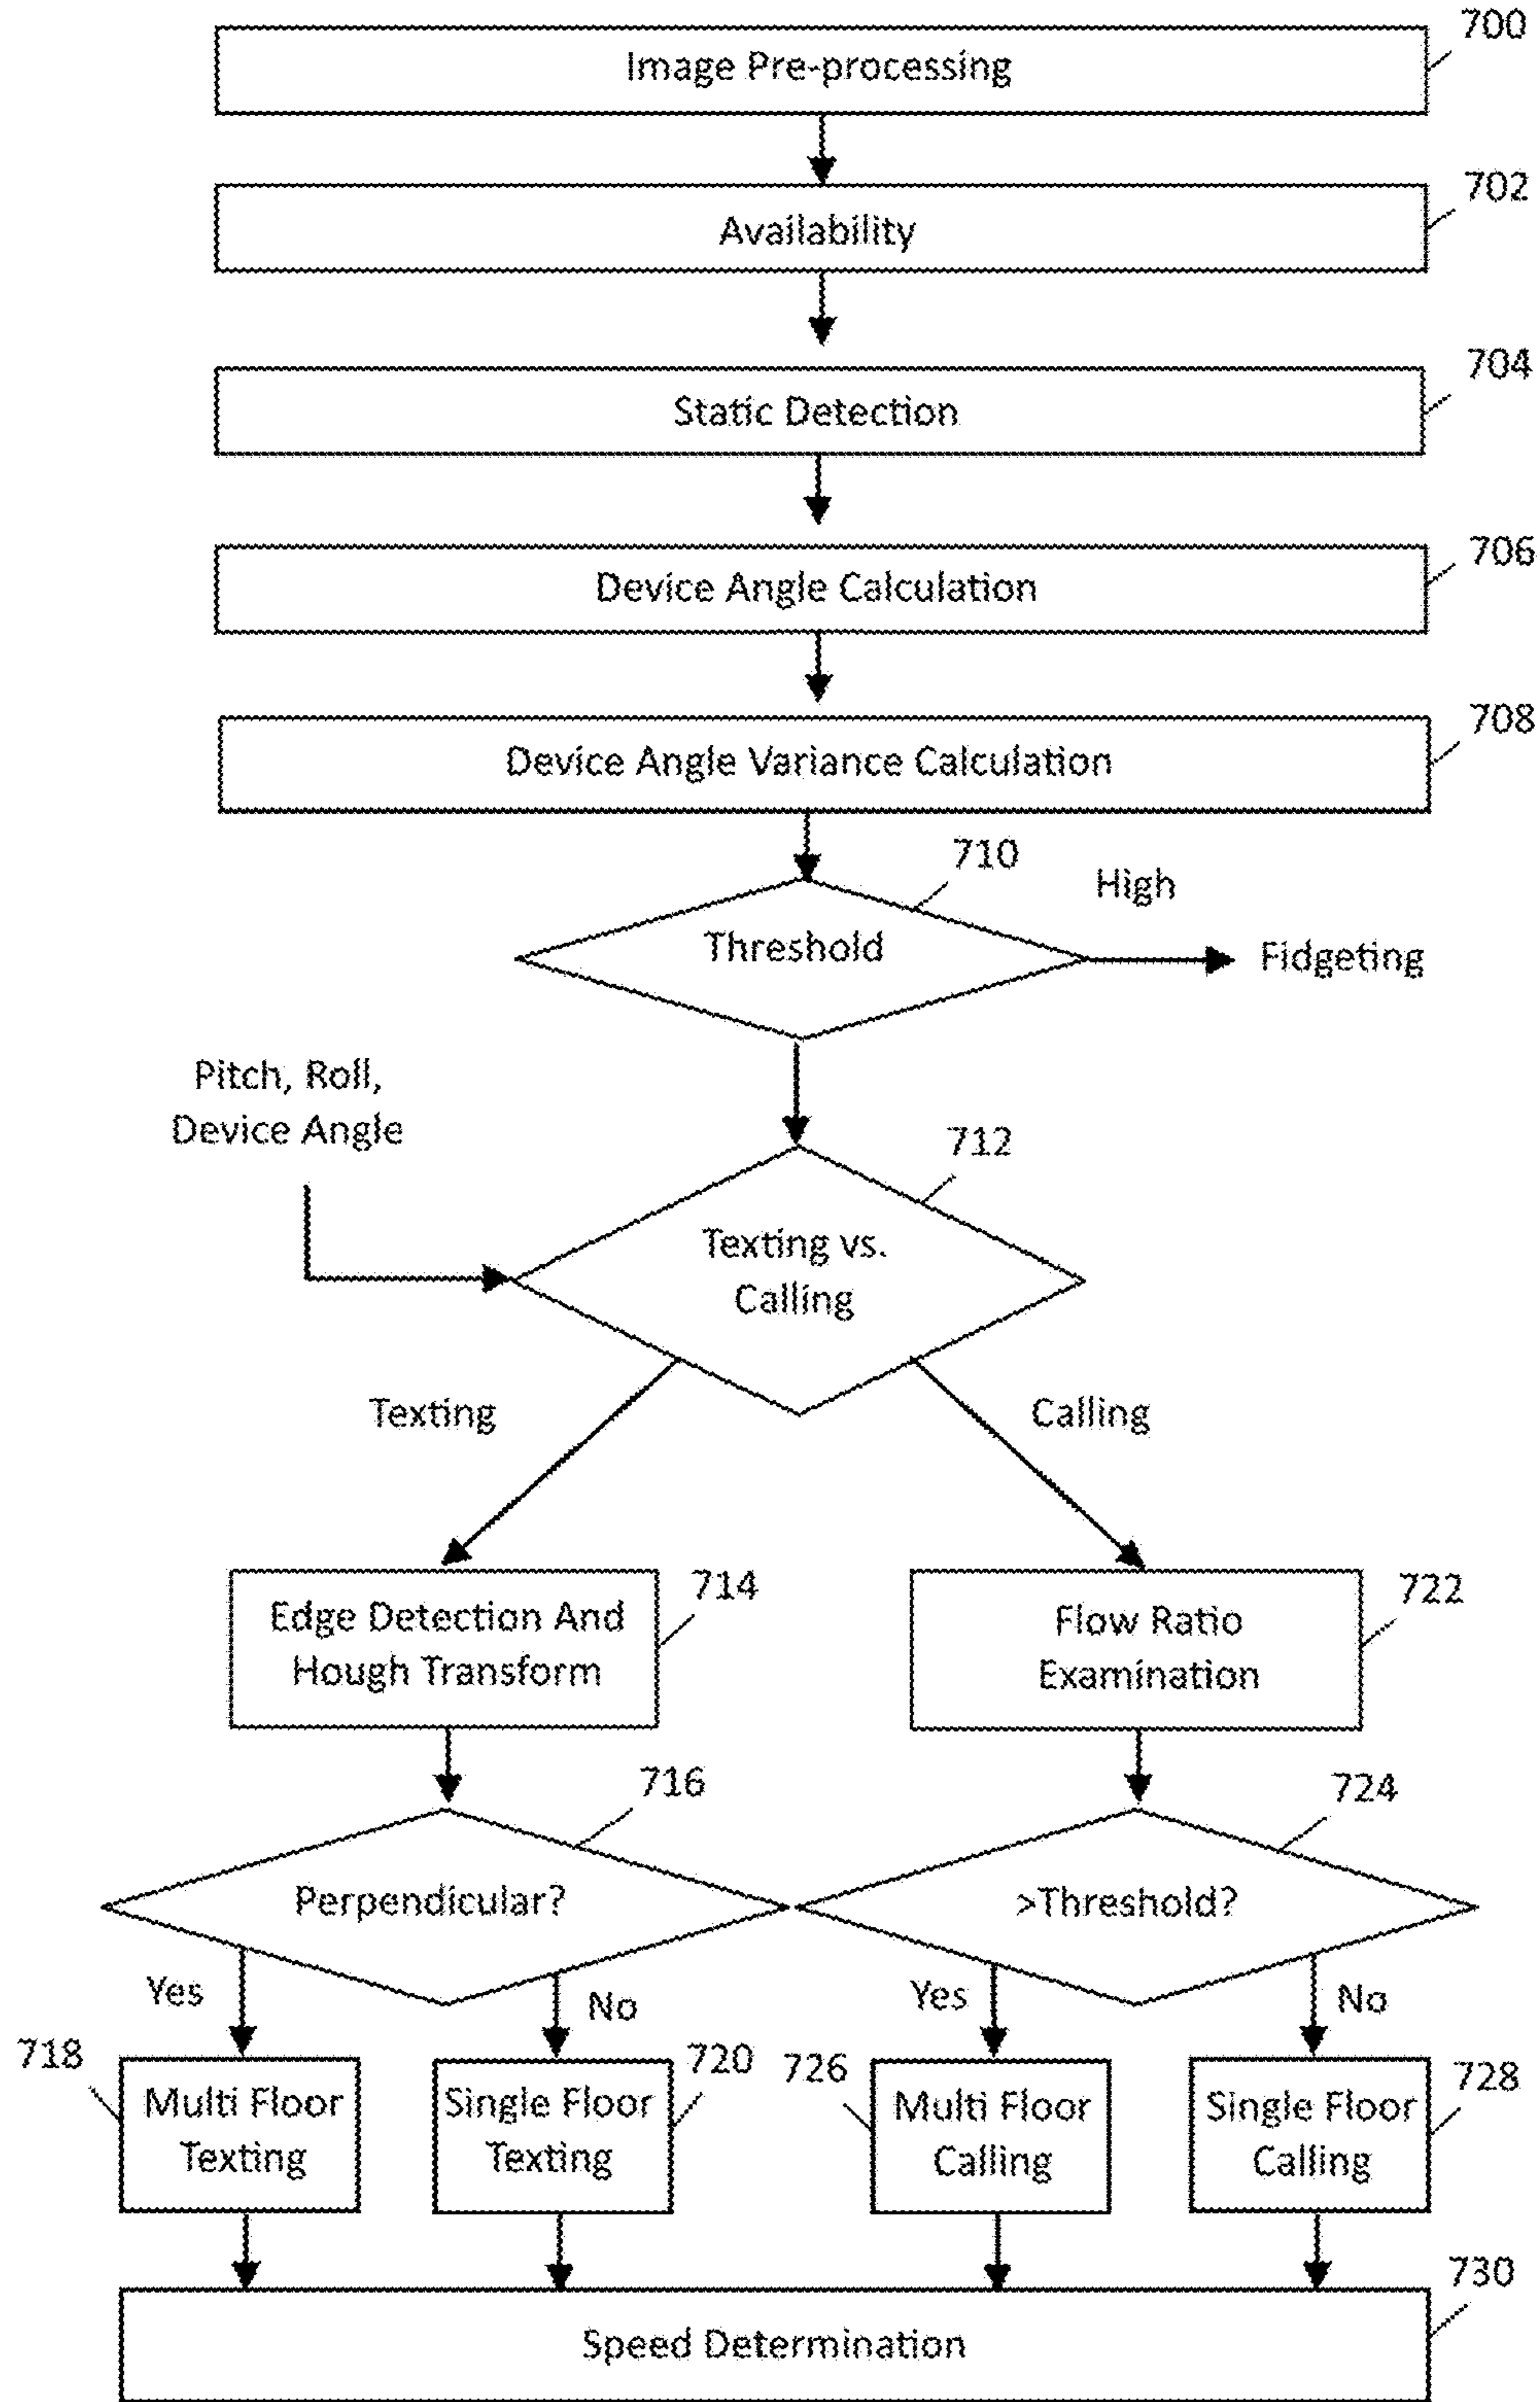 700
Image Pre-processing
702
Availability
704
Static Detection
706
Device Angle Calculation
708
Device Angle Variance Calculation
710
High
Threshold
Fidgeting
Pitch, Roll,
Device Angle
712
Texting vs.
Calling
Texting
Calling
714
Edge Detection And
Hough Transform
722
Flow Ratio
Examination
716
Perpendicular?
724
>Threshold?
Yes
No
Yes
No
718
Multi Floor
Texting
720
Single Floor
Texting
726
Multi Floor
Calling
728
Single Floor
Calling
730
Speed Determination